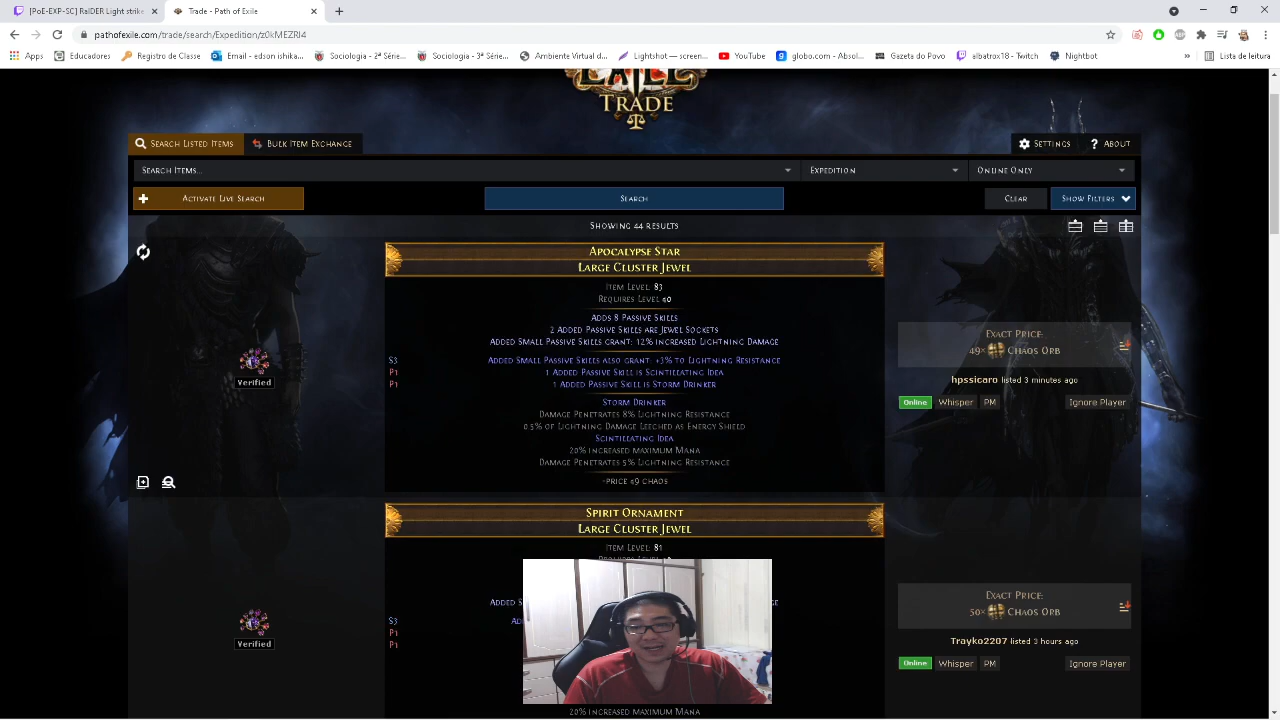 [PoE-EXP-SC] RaIDER Light strike
Trade - Path of Exile
pathofexile.com/trade/search/Expedition/z0kMEZRI4
Apps
Educadores
Registro de Classe
Email - edson ishika...
Sociologia - 2ª Série...
Sociologia - 3ª Série...
Ambiente Virtual d...
Lightshot — screen...
YouTube
globo.com - Absol...
Gazeta do Povo
albatrox18 - Twitch
Nightbot
»
Lista de leitura
TRADE
Search Listed Items
Bulk Item Exchange
Settings
? About
Search Items...
Expedition
Online Only
Activate Live Search
Search
Clear
Show Filters
Showing 44 results
Apocalypse Star
Large Cluster Jewel
Item Level: 83
Requires Level 40
Adds 8 Passive Skills
2 Added Passive Skills are Jewel Sockets
Added Small Passive Skills grant: 12% increased Lightning Damage
S3 Added Small Passive Skills also grant: +3% to Lightning Resistance
P1 1 Added Passive Skill is Scintillating Idea
P1 1 Added Passive Skill is Storm Drinker
Storm Drinker
Damage Penetrates 8% Lightning Resistance
0.5% of Lightning Damage Leeched as Energy Shield
Scintillating Idea
20% increased maximum Mana
Damage Penetrates 5% Lightning Resistance
~price 49 chaos
Verified
Exact Price:
49× Chaos Orb
hpssicaro listed 3 minutes ago
Online
Whisper
PM
Ignore Player
Spirit Ornament
Large Cluster Jewel
Item Level: 81
Added S
S3
P1
P1
20% increased maximum Mana
Verified
Exact Price:
50× Chaos Orb
Trayko2207 listed 3 hours ago
Online
Whisper
PM
Ignore Player